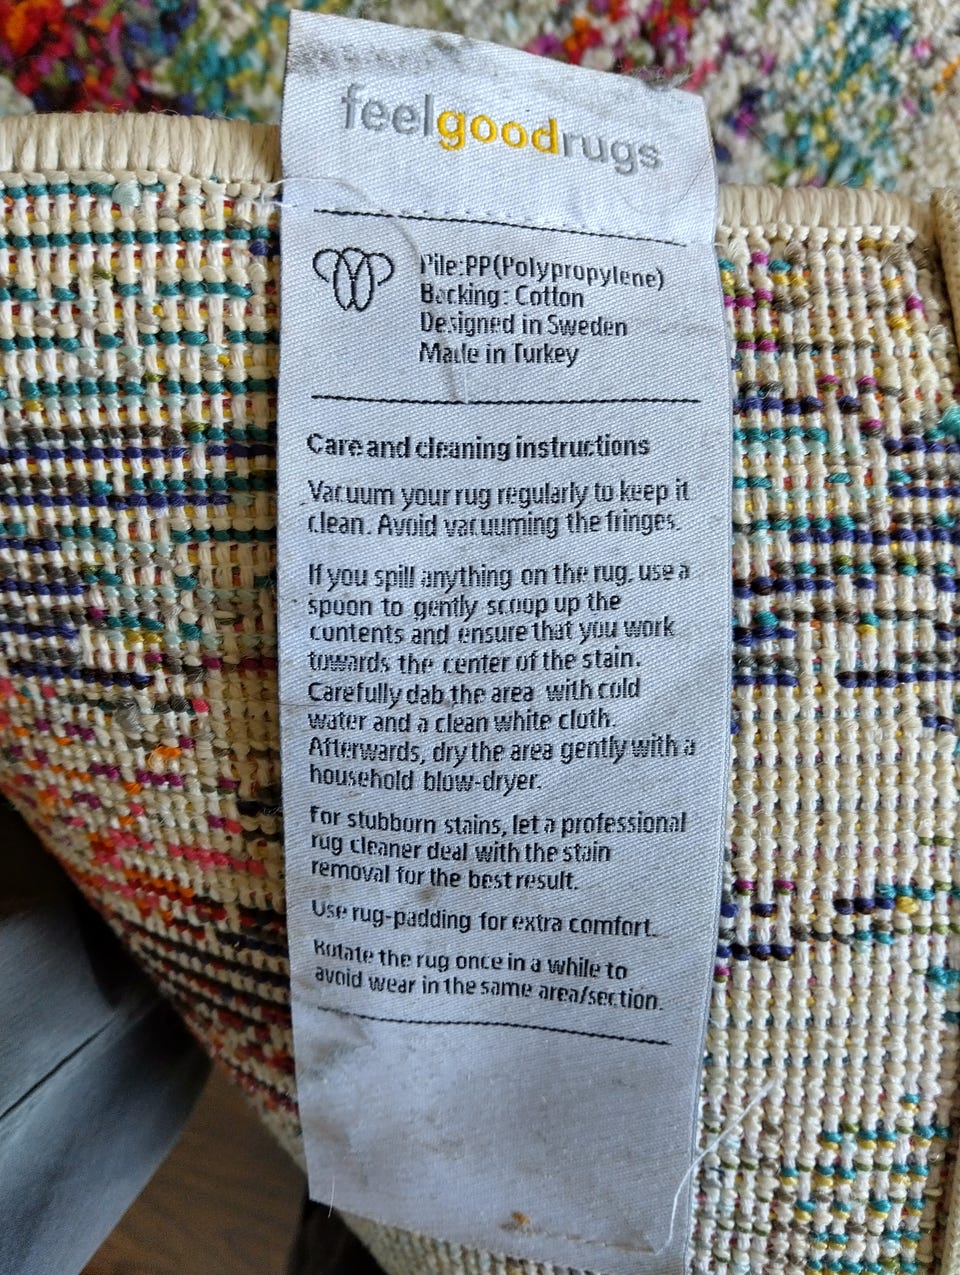 feelgoodrugs
Pile:PP(Polypropylene)
Backing: Cotton
Designed in Sweden
Made in Turkey
Care and cleaning instructions
Vacuum your rug regularly to keep it
clean. Avoid vacuuming the fringes.
If you spill anything on the rug, use a
spoon to gently scoop up the
contents and ensure that you work
towards the center of the stain.
Carefully dab the area with cold
water and a clean white cloth.
Afterwards, dry the area gently with a
household blow-dryer.
For stubborn stains, let a professional
rug cleaner deal with the stain
removal for the best result.
Use rug-padding for extra comfort.
Rotate the rug once in a while to
avoid wear in the same area/section.